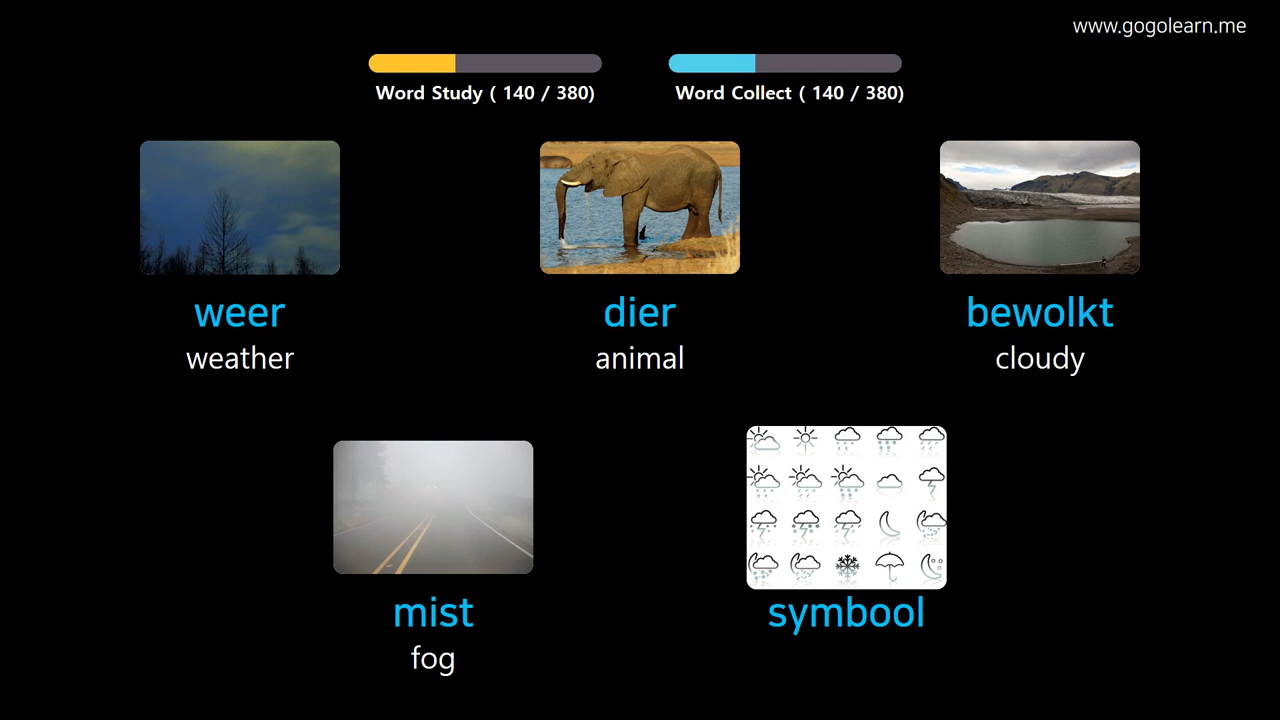 www.gogolearn.me
Word Study ( 140 / 380)
Word Collect ( 140 / 380)
weer
weather
dier
animal
bewolkt
cloudy
mist
fog
symbool